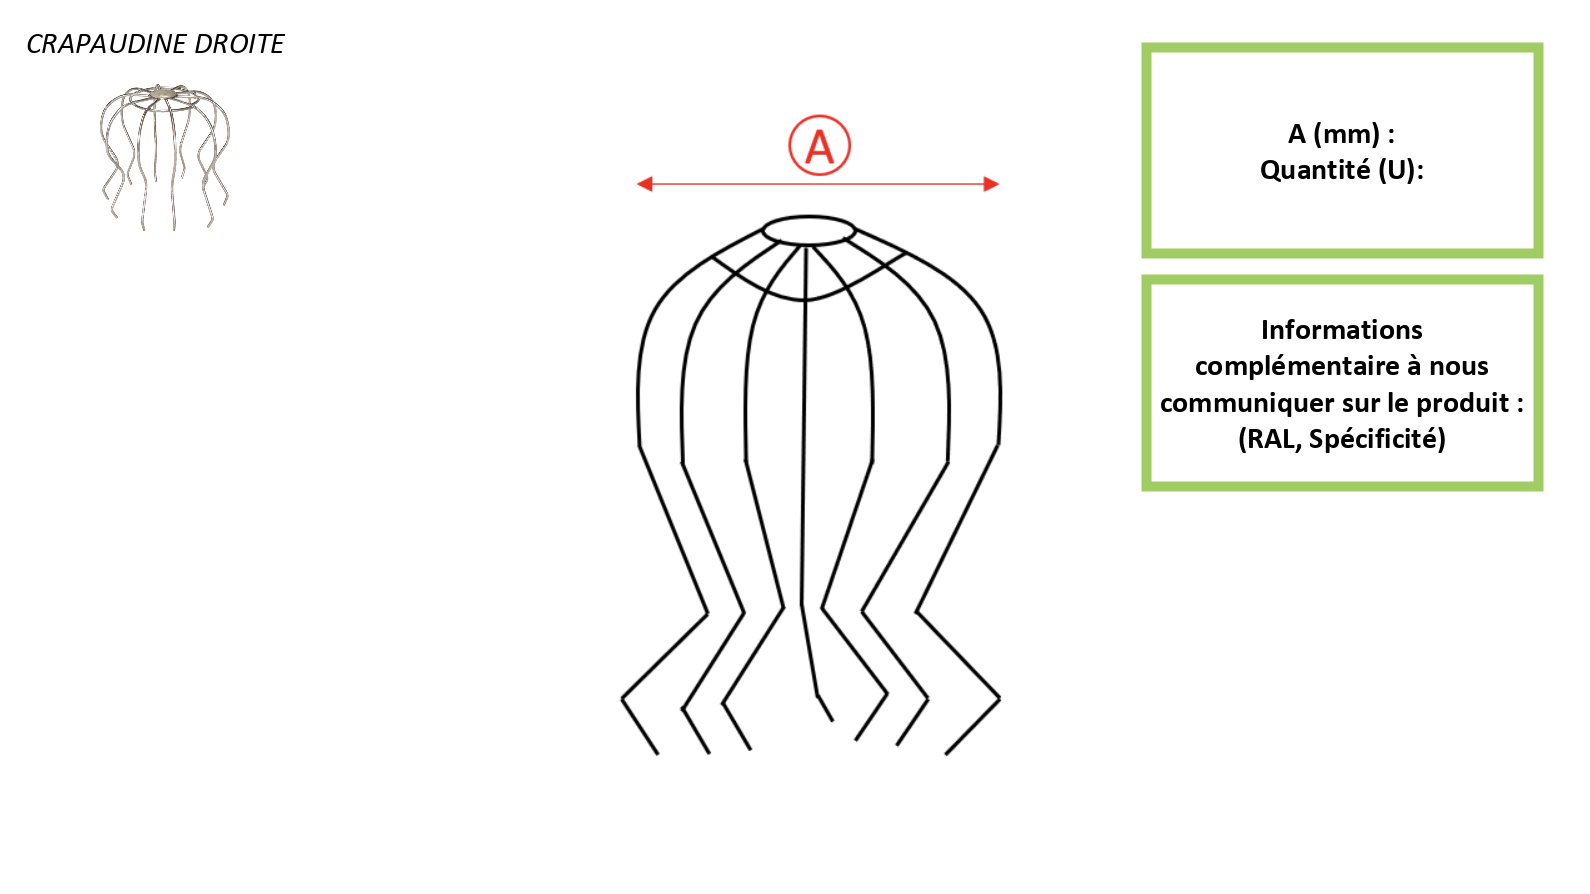 CRAPAUDINE DROITE
A
A (mm) :
Quantité (U):
Informations
complémentaire à nous
communiquer sur le produit :
(RAL, Spécificité)